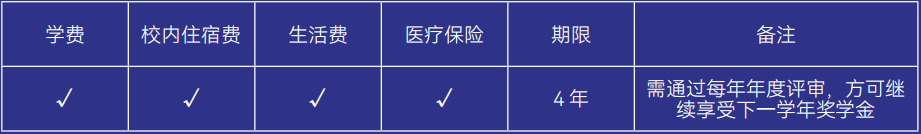 学费 校内住宿费 生活费 医疗保险 期限 备注
√ √ √ √ 4 年 需通过每年年度评审，方可继
续享受下一学年奖学金